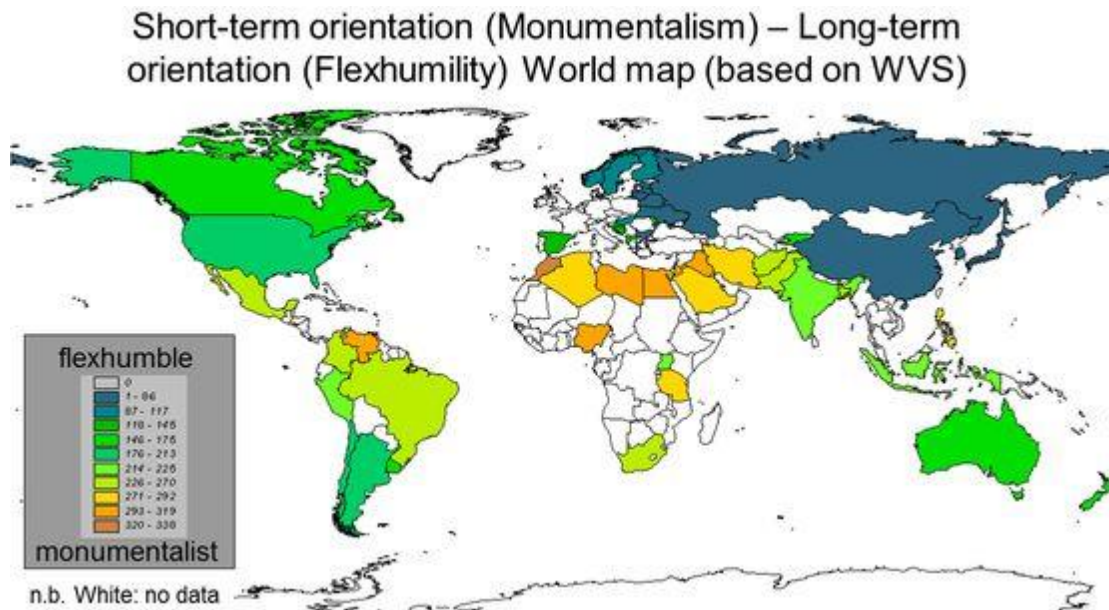 Short-term orientation (Monumentalism) – Long-term
orientation (Flexhumility) World map (based on WVS)
flexhumble
0
1 - 86
87 - 117
118 - 145
146 - 175
176 - 213
214 - 225
226 - 270
271 - 292
293 - 319
320 - 338
monumentalist
n.b. White: no data